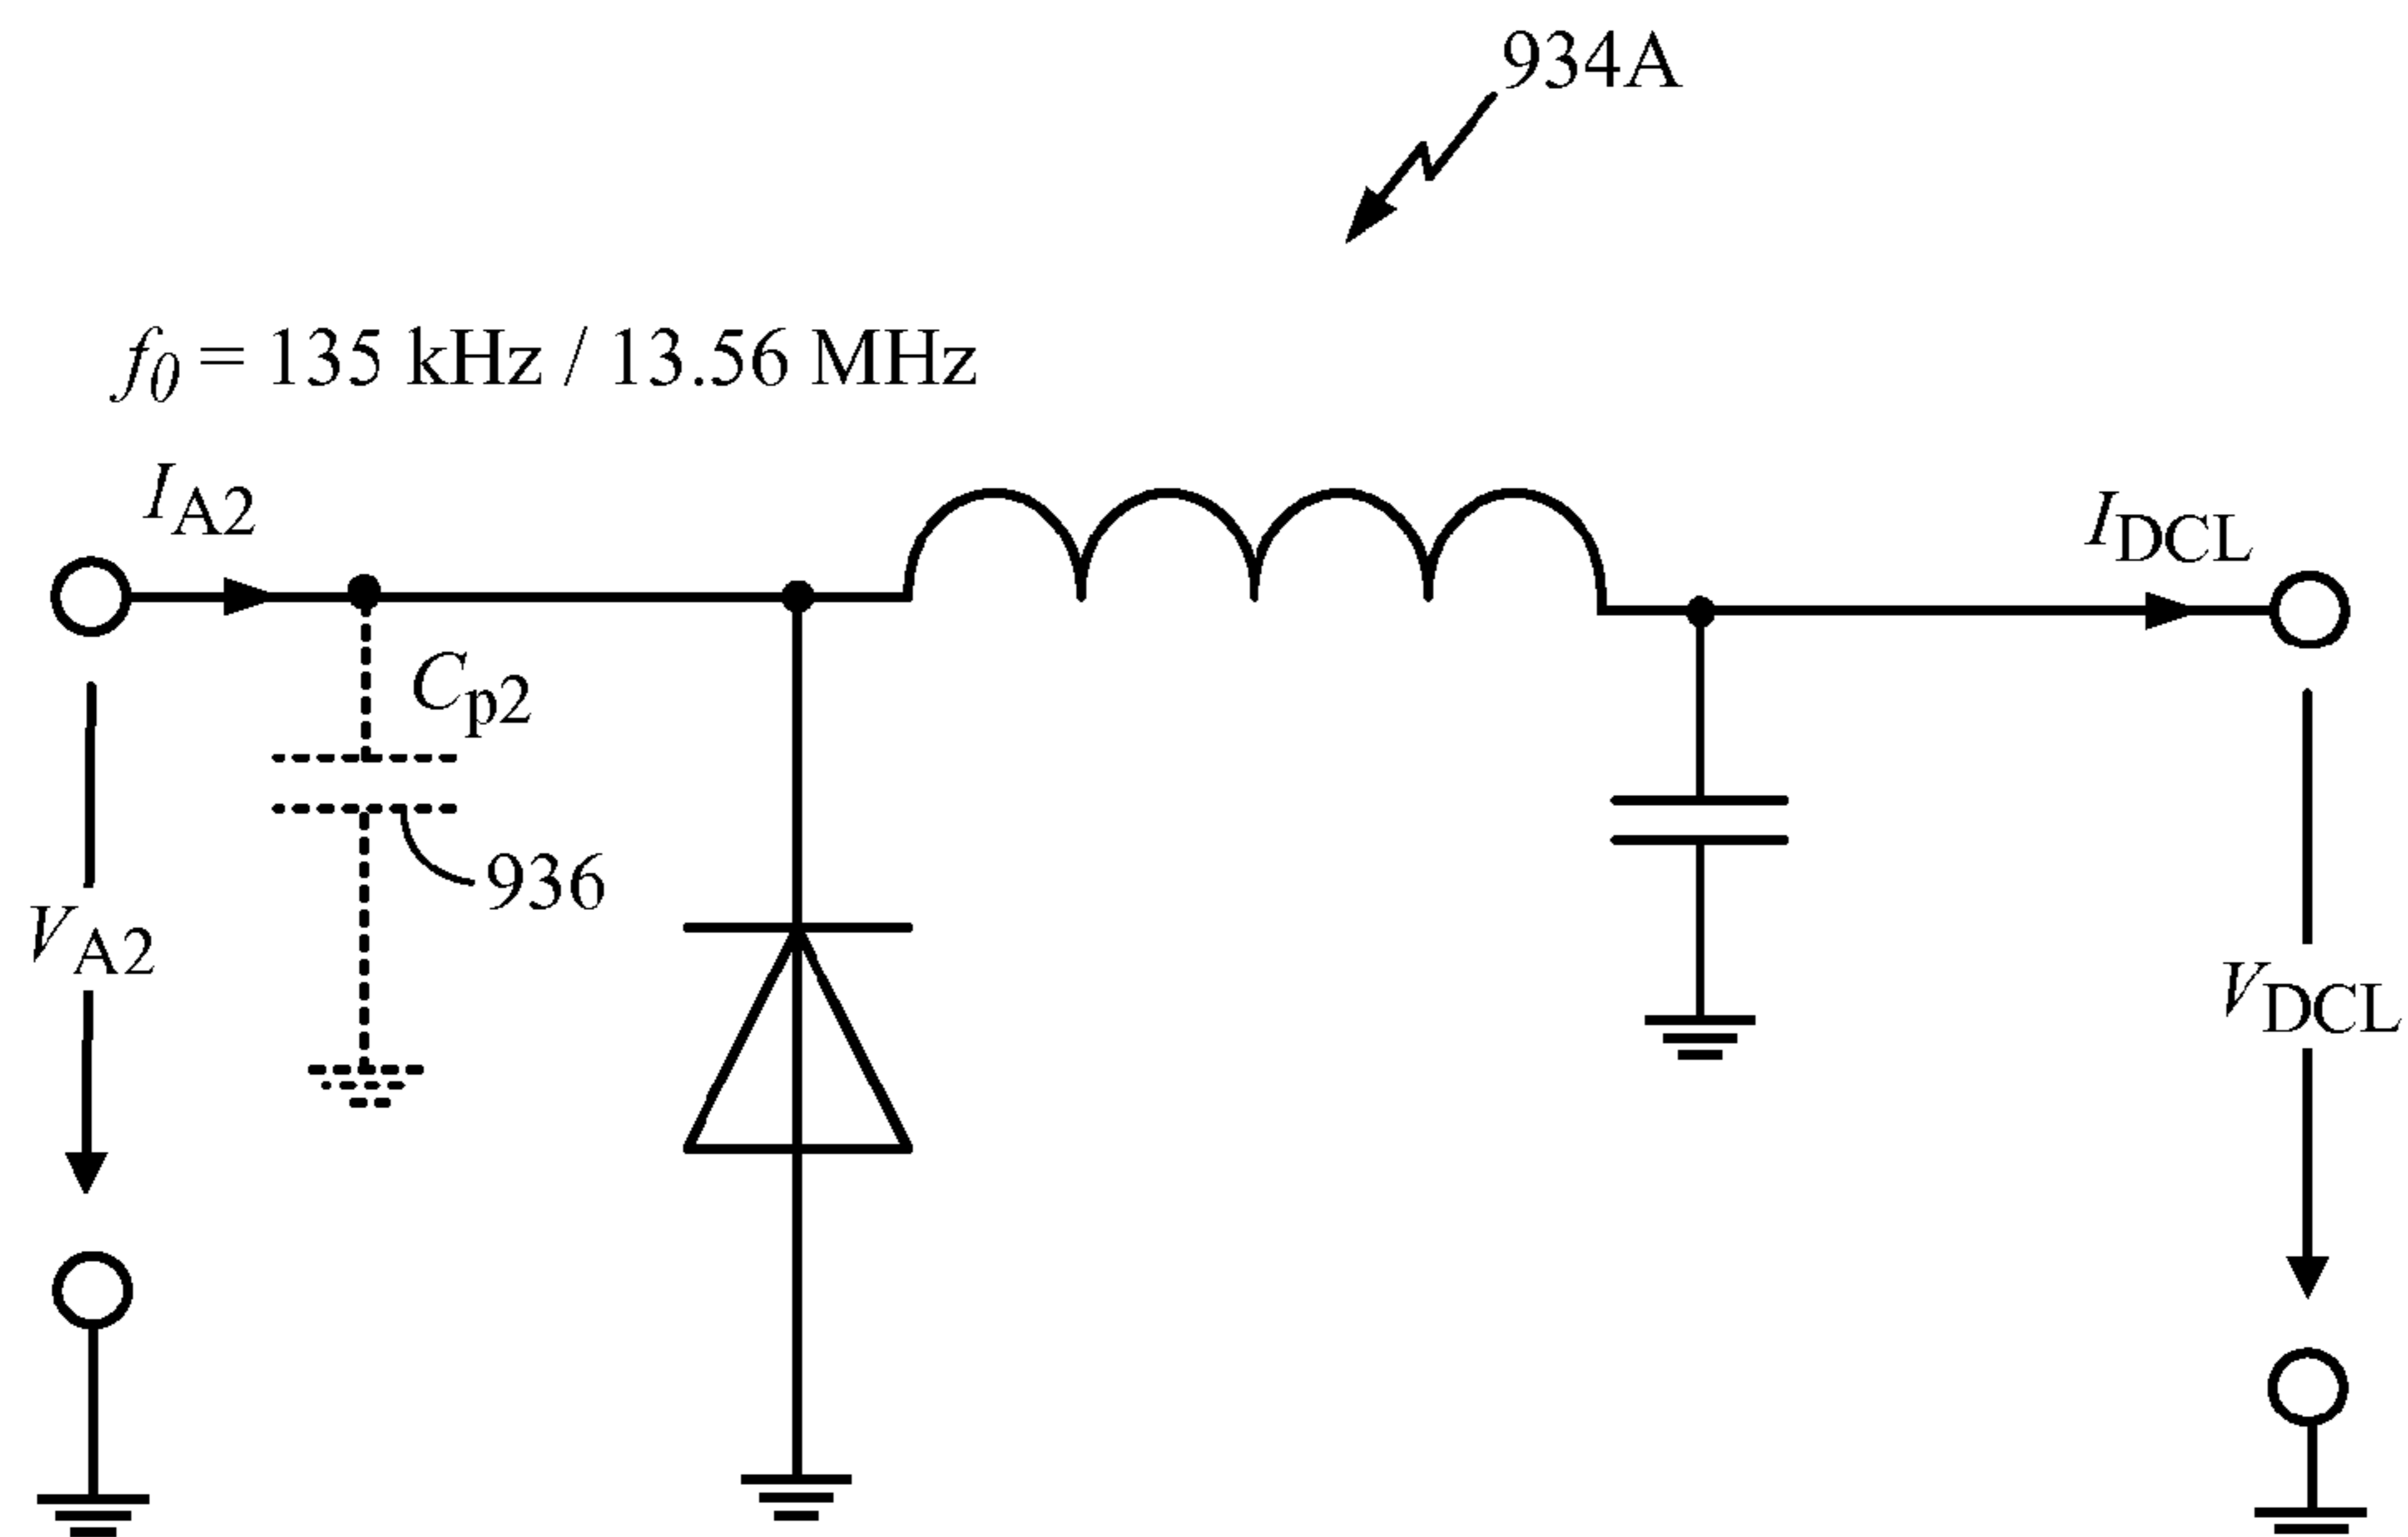 934A
f0 = 135 kHz / 13.56 MHz
IA2
IDCL
Cp2
936
VA2
VDCL